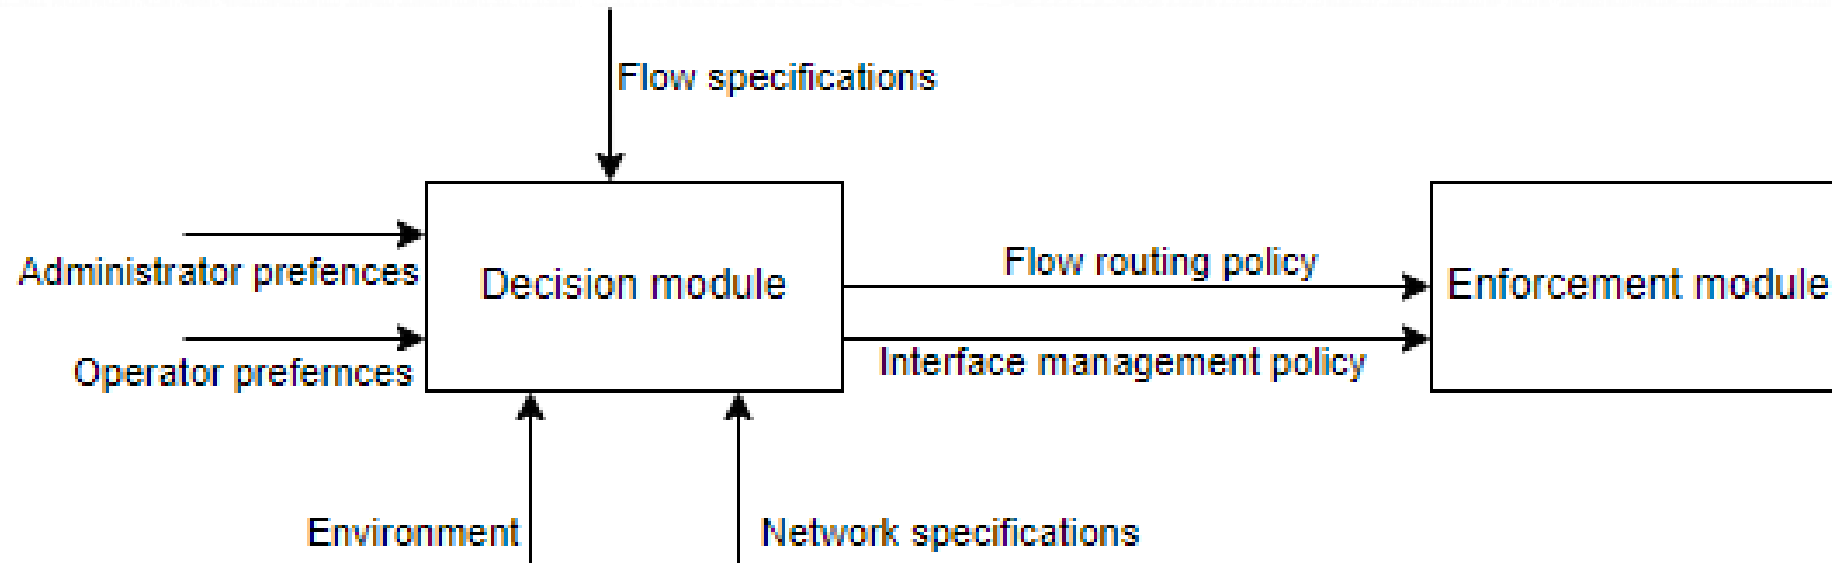 Flow specifications
Administrator prefences
Decision module
Flow routing policy
Enforcement module
Operator prefernces
Interface management policy
Environment
Network specifications